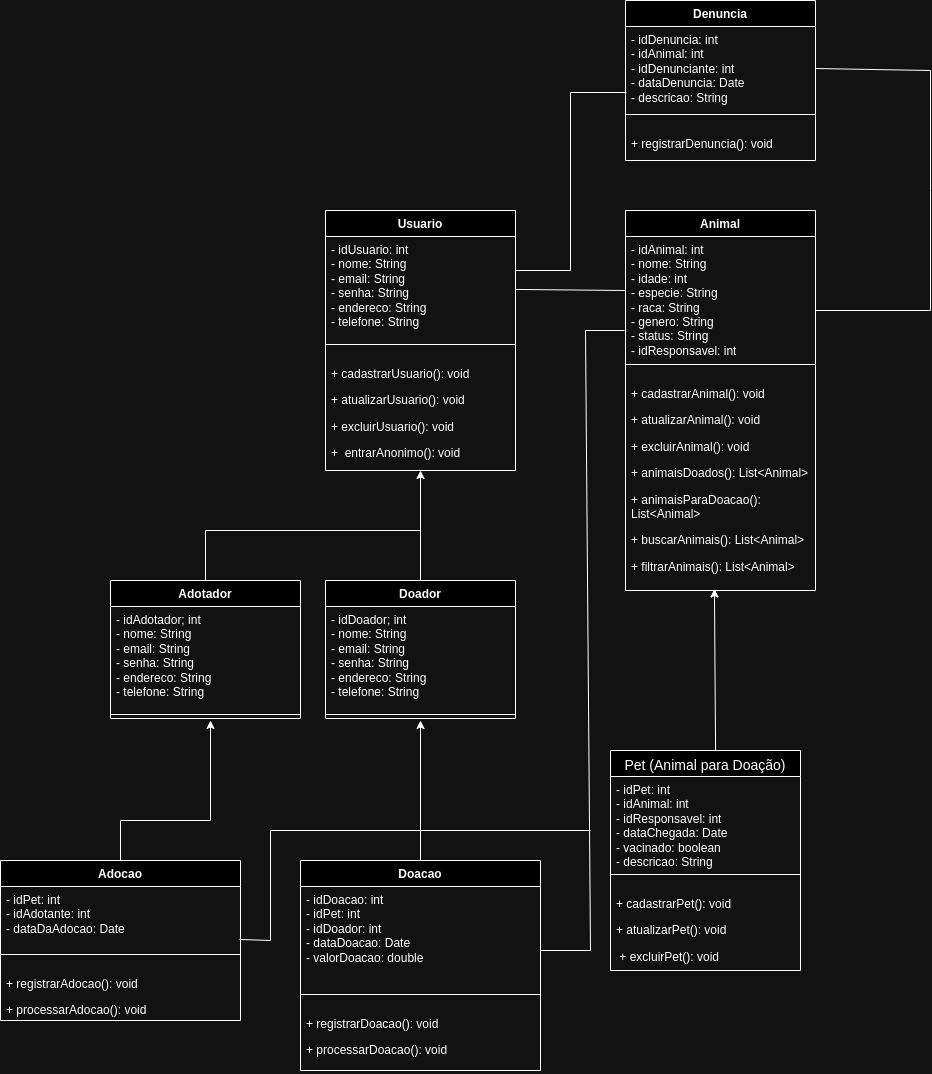 Denuncia
- idDenuncia: int
- idAnimal: int
- idDenunciante: int
- dataDenuncia: Date
- descricao: String
+ registrarDenuncia(): void
Usuario
- idUsuario: int
- nome: String
- email: String
- senha: String
- endereco: String
- telefone: String
+ cadastrarUsuario(): void
+ atualizarUsuario(): void
+ excluirUsuario(): void
+ entrarAnonimo(): void
Animal
- idAnimal: int
- nome: String
- idade: int
- especie: String
- raca: String
- genero: String
- status: String
- idResponsavel: int
+ cadastrarAnimal(): void
+ atualizarAnimal(): void
+ excluirAnimal(): void
+ animaisDoados(): List<Animal>
+ animaisParaDoacao():
List<Animal>
+ buscarAnimais(): List<Animal>
+ filtrarAnimais(): List<Animal>
Adotador
- idAdotador; int
- nome: String
- email: String
- senha: String
- endereco: String
- telefone: String
Doador
- idDoador; int
- nome: String
- email: String
- senha: String
- endereco: String
- telefone: String
Pet (Animal para Doação)
- idPet: int
- idAnimal: int
- idResponsavel: int
- dataChegada: Date
- vacinado: boolean
- descricao: String
+ cadastrarPet(): void
+ atualizarPet(): void
+ excluirPet(): void
Adocao
- idPet: int
- idAdotante: int
- dataDaAdocao: Date
+ registrarAdocao(): void
+ processarAdocao(): void
Doacao
- idDoacao: int
- idPet: int
- idDoador: int
- dataDoacao: Date
- valorDoacao: double
+ registrarDoacao(): void
+ processarDoacao(): void